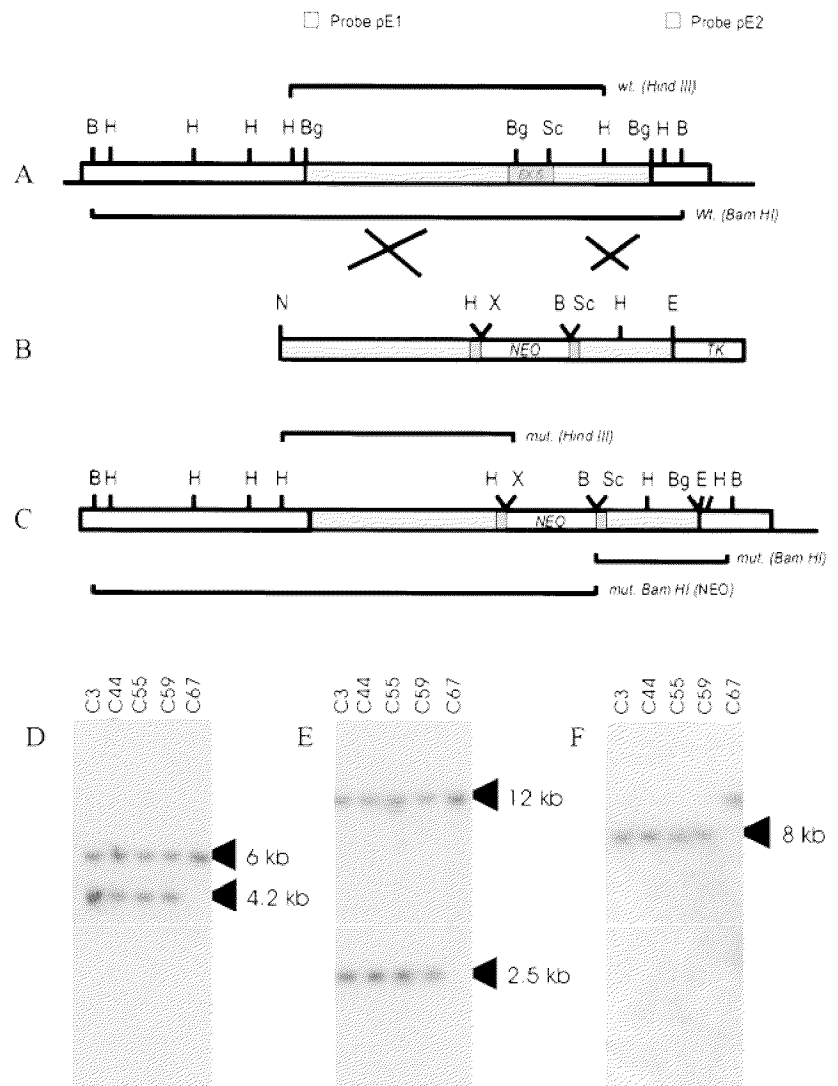 Probe pE1 Probe pE2
wt. (Hind III)
B H H H H Bg Bg Sc H Bg H B
A
EX 5
Wt. (Bam HI)
N H X B Sc H E
B
NEO TK
mut. (Hind III)
B H H H H H X B Sc H Bg E H B
C
NEO
mut. (Bam HI)
mut. Bam HI (NEO)
D C3 C44 C55 C59 C67
6 kb
4.2 kb
E C3 C44 C55 C59 C67
12 kb
2.5 kb
F C3 C44 C55 C59 C67
8 kb